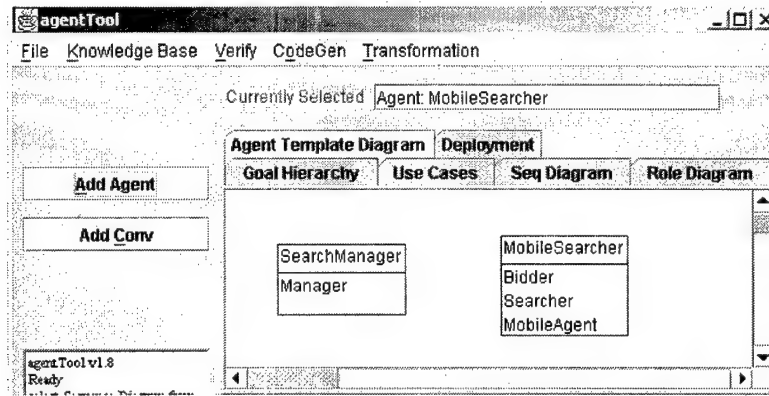 agentTool
File Knowledge Base Verify CodeGen Transformation
Currently Selected Agent: MobileSearcher
Agent Template Diagram Deployment
Goal Hierarchy Use Cases Seq Diagram Role Diagram
Add Agent
Add Conv
SearchManager
Manager
MobileSearcher
Bidder
Searcher
MobileAgent
agentTool v1.8
Ready